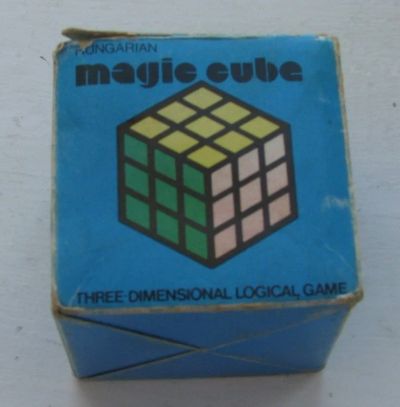 HUNGARIAN
magic cube
THREE-DIMENSIONAL LOGICAL GAME